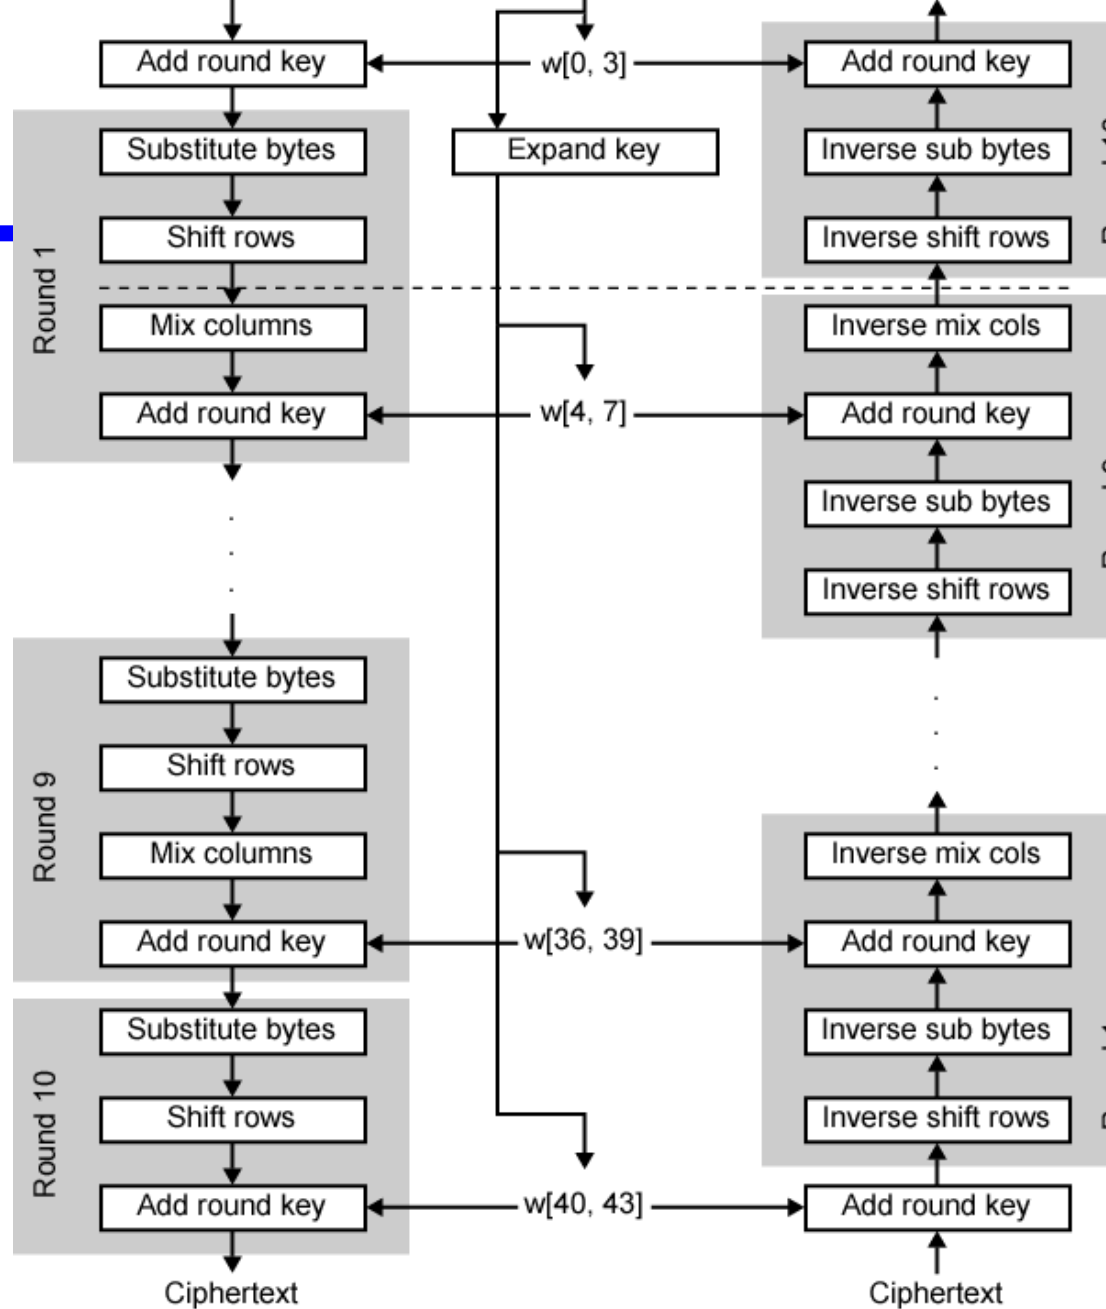 Add round key
w[0, 3]
Add round key
Substitute bytes
Expand key
Inverse sub bytes
Shift rows
Inverse shift rows
Round 1
Mix columns
Inverse mix cols
Add round key
w[4, 7]
Add round key
Inverse sub bytes
Inverse shift rows
Substitute bytes
Shift rows
Round 9
Mix columns
Inverse mix cols
Add round key
w[36, 39]
Add round key
Substitute bytes
Inverse sub bytes
Round 10
Shift rows
Inverse shift rows
Add round key
w[40, 43]
Add round key
Ciphertext
Ciphertext